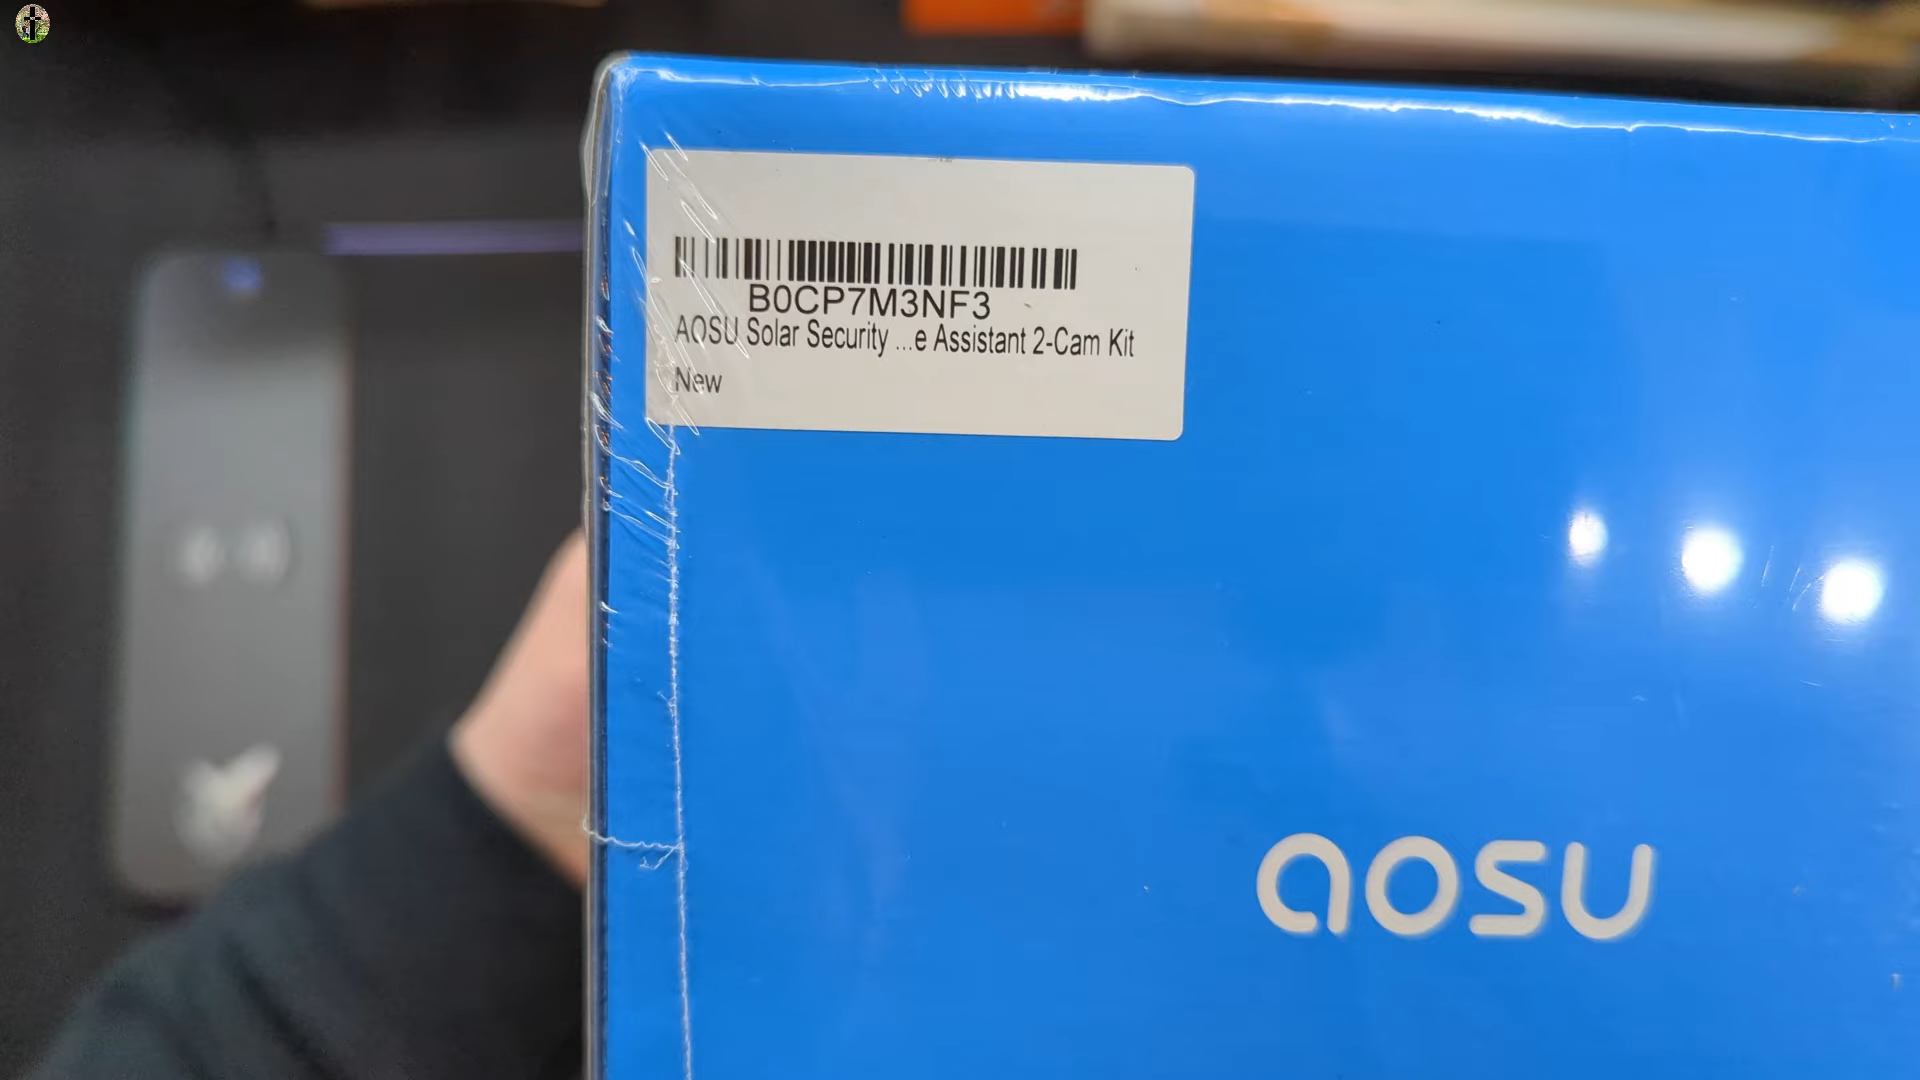 B0CP7M3NF3
AOSU Solar Security ...e Assistant 2-Cam Kit
New
aosu